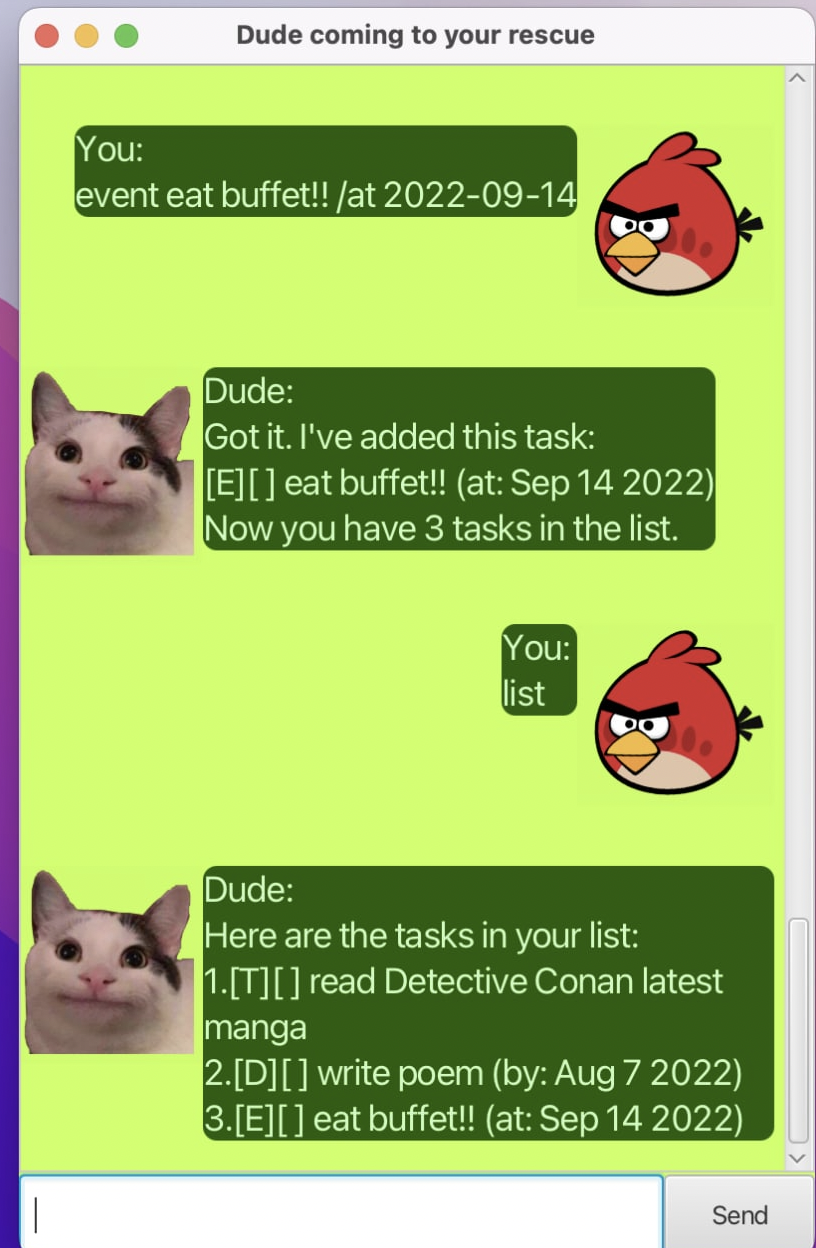 Dude coming to your rescue
You:
event eat buffet!! /at 2022-09-14
Dude:
Got it. I've added this task:
[E][ ] eat buffet!! (at: Sep 14 2022)
Now you have 3 tasks in the list.
You:
list
Dude:
Here are the tasks in your list:
1.[T][ ] read Detective Conan latest
manga
2.[D][ ] write poem (by: Aug 7 2022)
3.[E][ ] eat buffet!! (at: Sep 14 2022)
Send